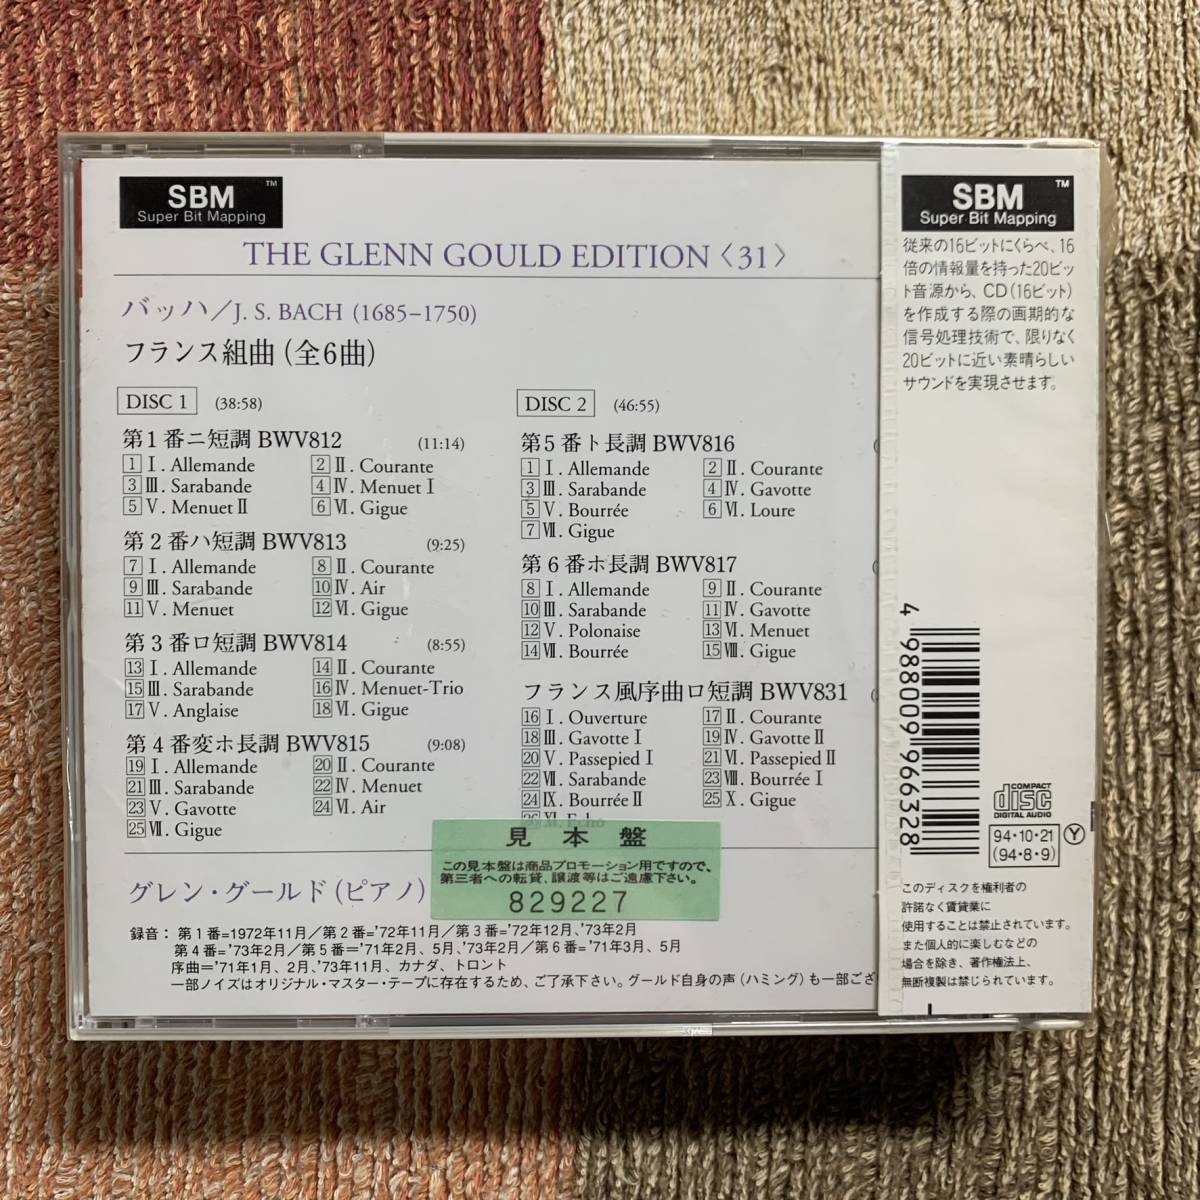 SBM™
Super Bit Mapping
THE GLENN GOULD EDITION〈31〉
バッハ／J. S. BACH (1685–1750)
フランス組曲（全6曲）
DISC 1 (38:58)
第1番ニ短調 BWV812 (11:14)
1 Ⅰ. Allemande 2 Ⅱ. Courante
3 Ⅲ. Sarabande 4 Ⅳ. Menuet Ⅰ
5 Ⅴ. Menuet Ⅱ 6 Ⅵ. Gigue
第2番ハ短調 BWV813 (9:25)
7 Ⅰ. Allemande 8 Ⅱ. Courante
9 Ⅲ. Sarabande 10 Ⅳ. Air
11 Ⅴ. Menuet 12 Ⅵ. Gigue
第3番ロ短調 BWV814 (8:55)
13 Ⅰ. Allemande 14 Ⅱ. Courante
15 Ⅲ. Sarabande 16 Ⅳ. Menuet-Trio
17 Ⅴ. Anglaise 18 Ⅵ. Gigue
第4番変ホ長調 BWV815 (9:08)
19 Ⅰ. Allemande 20 Ⅱ. Courante
21 Ⅲ. Sarabande 22 Ⅳ. Menuet
23 Ⅴ. Gavotte 24 Ⅵ. Air
25 Ⅶ. Gigue
DISC 2 (46:55)
第5番ト長調 BWV816
1 Ⅰ. Allemande 2 Ⅱ. Courante
3 Ⅲ. Sarabande 4 Ⅳ. Gavotte
5 Ⅴ. Bourrée 6 Ⅵ. Loure
7 Ⅶ. Gigue
第6番ホ長調 BWV817
8 Ⅰ. Allemande 9 Ⅱ. Courante
10 Ⅲ. Sarabande 11 Ⅳ. Gavotte
12 Ⅴ. Polonaise 13 Ⅵ. Menuet
14 Ⅶ. Bourrée 15 Ⅷ. Gigue
フランス風序曲ロ短調 BWV831
16 Ⅰ. Ouverture 17 Ⅱ. Courante
18 Ⅲ. Gavotte Ⅰ 19 Ⅳ. Gavotte Ⅱ
20 Ⅴ. Passepied Ⅰ 21 Ⅵ. Passepied Ⅱ
22 Ⅶ. Sarabande 23 Ⅷ. Bourrée Ⅰ
24 Ⅸ. Bourrée Ⅱ 25 Ⅹ. Gigue
26 Ⅺ. Echo
見本盤
この見本盤は商品プロモーション用ですので、
第三者への転貸、譲渡等はご遠慮下さい。
829227
グレン・グールド（ピアノ）
録音：第1番=1972年11月／第2番='72年11月／第3番='72年12月、'73年2月
第4番='73年2月／第5番='71年2月、5月、'73年2月／第6番='71年3月、5月
序曲='71年1月、2月、'73年11月、カナダ、トロント
一部ノイズはオリジナル・マスター・テープに存在するため、ご了承下さい。グールド自身の声（ハミング）も一部ござ
SBM™
Super Bit Mapping
従来の16ビットにくらべ、16
倍の情報量を持った20ビッ
ト音源から、CD（16ビット）
を作成する際の画期的な
信号処理技術で、限りなく
20ビットに近い素晴らしい
サウンドを実現させます。
4 988009 966328
COMPACT
disc
DIGITAL AUDIO
94・10・21
(94・8・9)
Y
このディスクを権利者の
許諾なく賃貸業に
使用することは禁止されています。
また個人的に楽しむなどの
場合を除き、著作権法上、
無断複製は禁じられています。